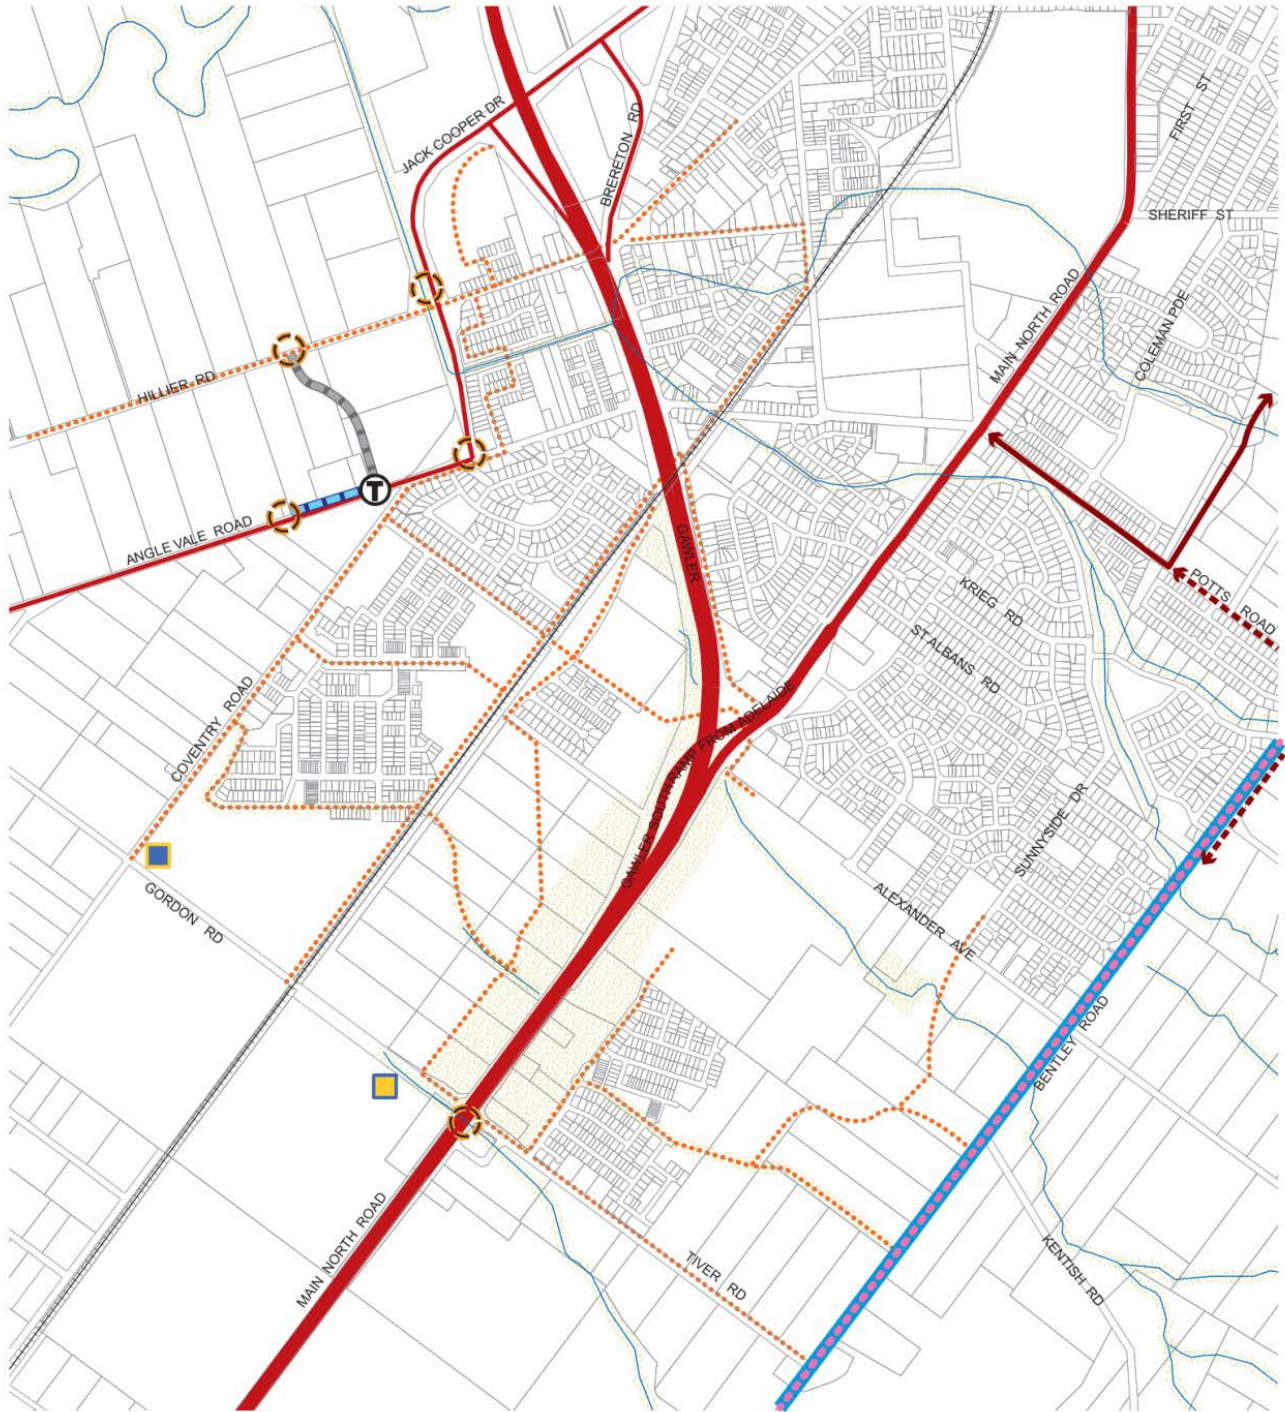 JACK COOPER DR
BRERETON RD
FIRST ST
SHERIFF ST
MAIN NORTH ROAD
COLEMAN PDE
HILLIER RD
T
ANGLE VALE ROAD
GAWLER
POTTS ROAD
KRIEG RD
ST ALBANS RD
COVENTRY ROAD
GAWLER SOUTH RAMP FROM ADELAIDE
SUNNYSIDE DR
GORDON RD
ALEXANDER AVE
BENTLEY ROAD
MAIN NORTH ROAD
TIVER RD
KENTISH RD